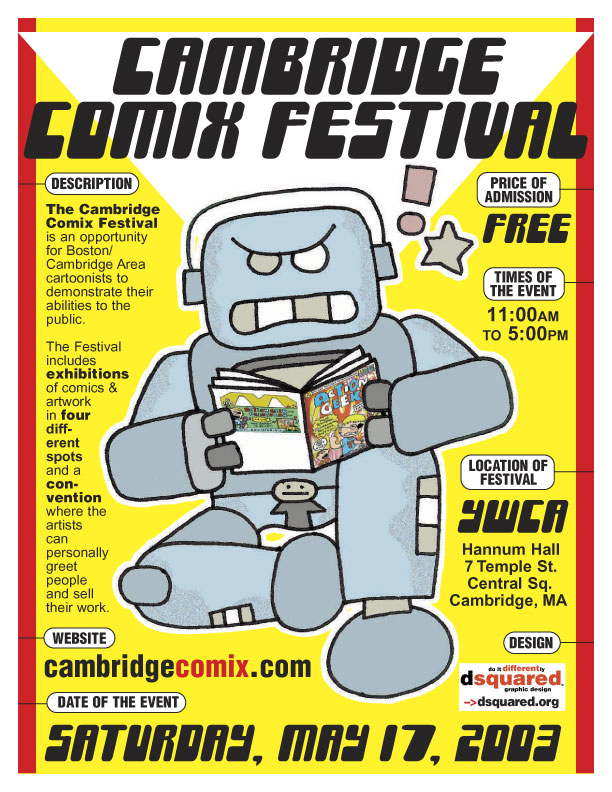 CAMBRIDGE
COMIX FESTIVAL
DESCRIPTION
The Cambridge
Comix Festival
is an opportunity
for Boston/
Cambridge Area
cartoonists to
demonstrate their
abilities to the
public.
The Festival
includes
exhibitions
of comics &
artwork
in four
diff-
erent
spots
and a
con-
vention
where the
artists
can
personally
greet
people
and sell
their work.
WEBSITE
cambridgecomix.com
DATE OF THE EVENT
SATURDAY, MAY 17, 2003
!
ACTION
GEEK
PRICE OF
ADMISSION
FREE
TIMES OF
THE EVENT
11:00AM
TO 5:00PM
LOCATION OF
FESTIVAL
YWCA
Hannum Hall
7 Temple St.
Central Sq.
Cambridge, MA
DESIGN
do it differently
dsquared.
graphic design
->dsquared.org